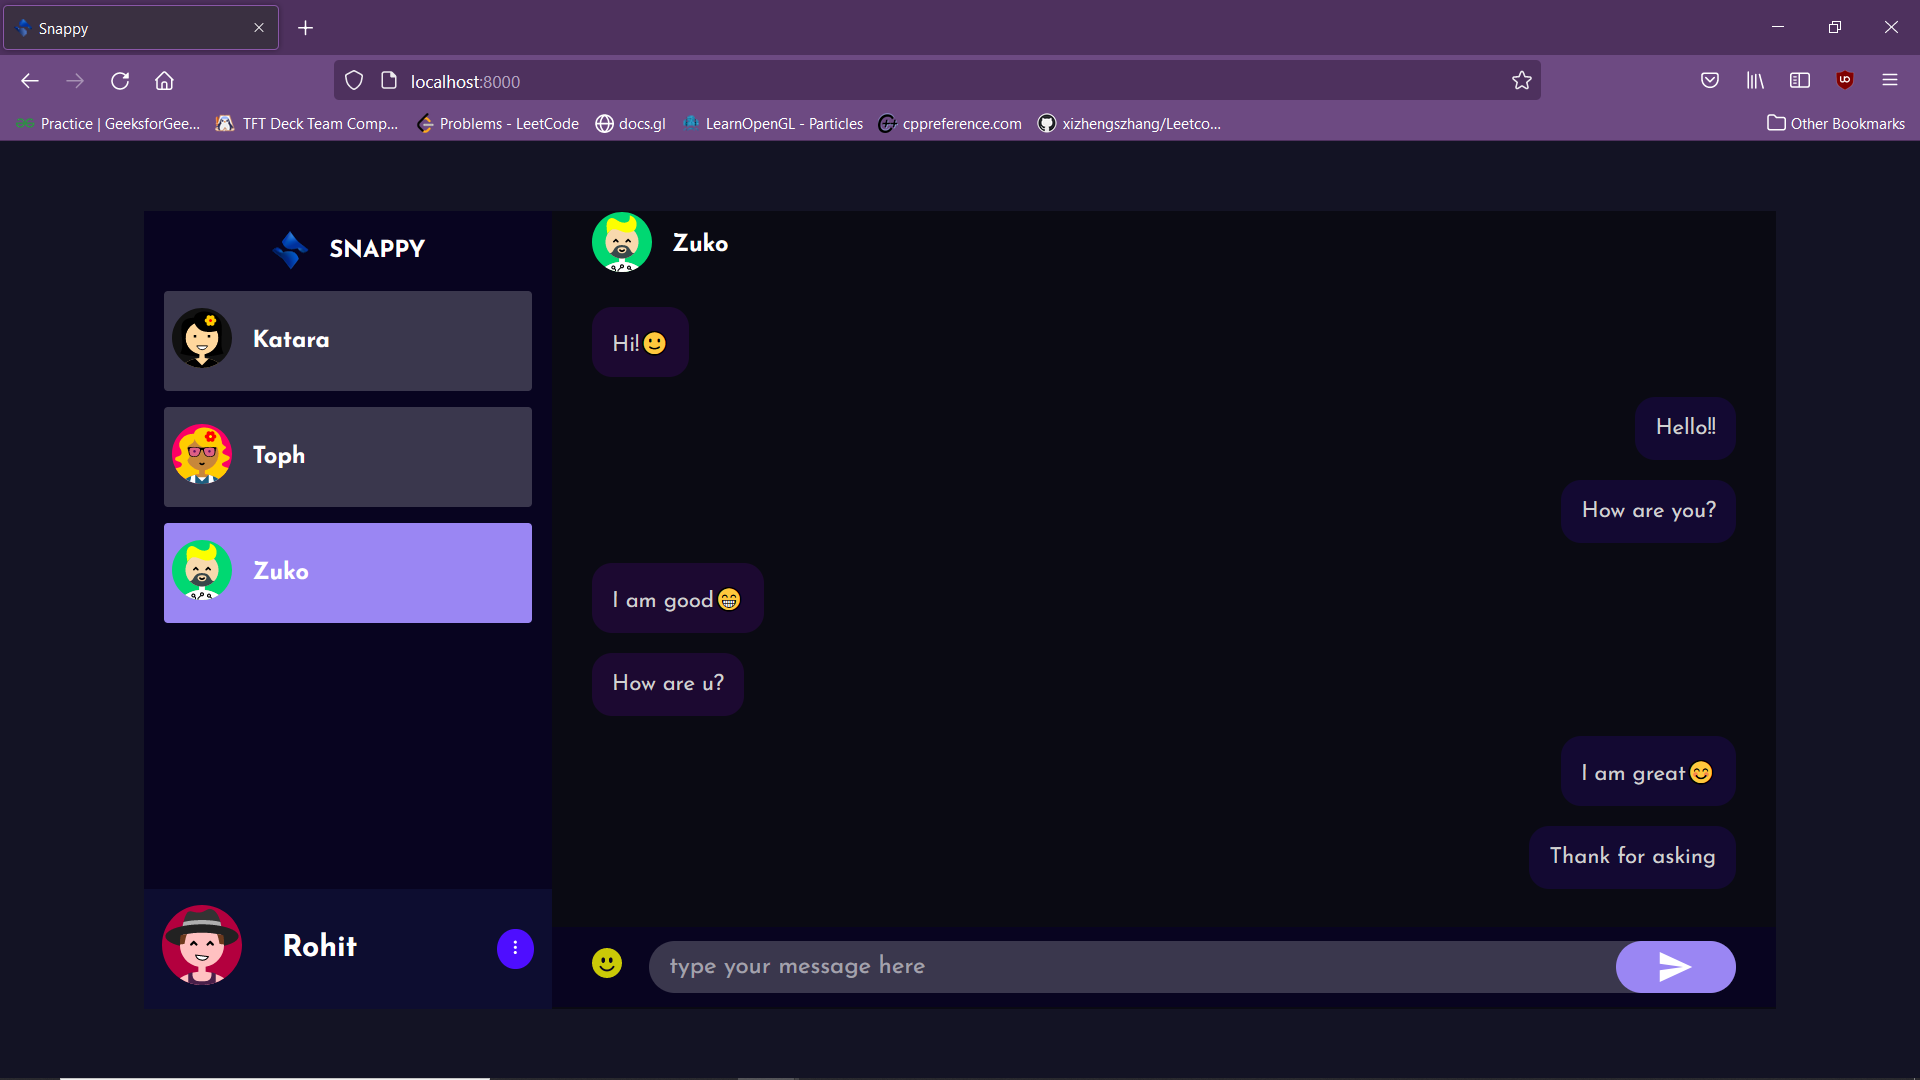 Snappy
localhost:8000
Practice | GeeksforGee... TFT Deck Team Comp... Problems - LeetCode docs.gl LearnOpenGL - Particles cppreference.com xizhengszhang/Leetco... Other Bookmarks
SNAPPY
Katara
Toph
Zuko
Rohit
Zuko
Hi!🙂
Hello!!
How are you?
I am good😁
How are u?
I am great😊
Thank for asking
type your message here